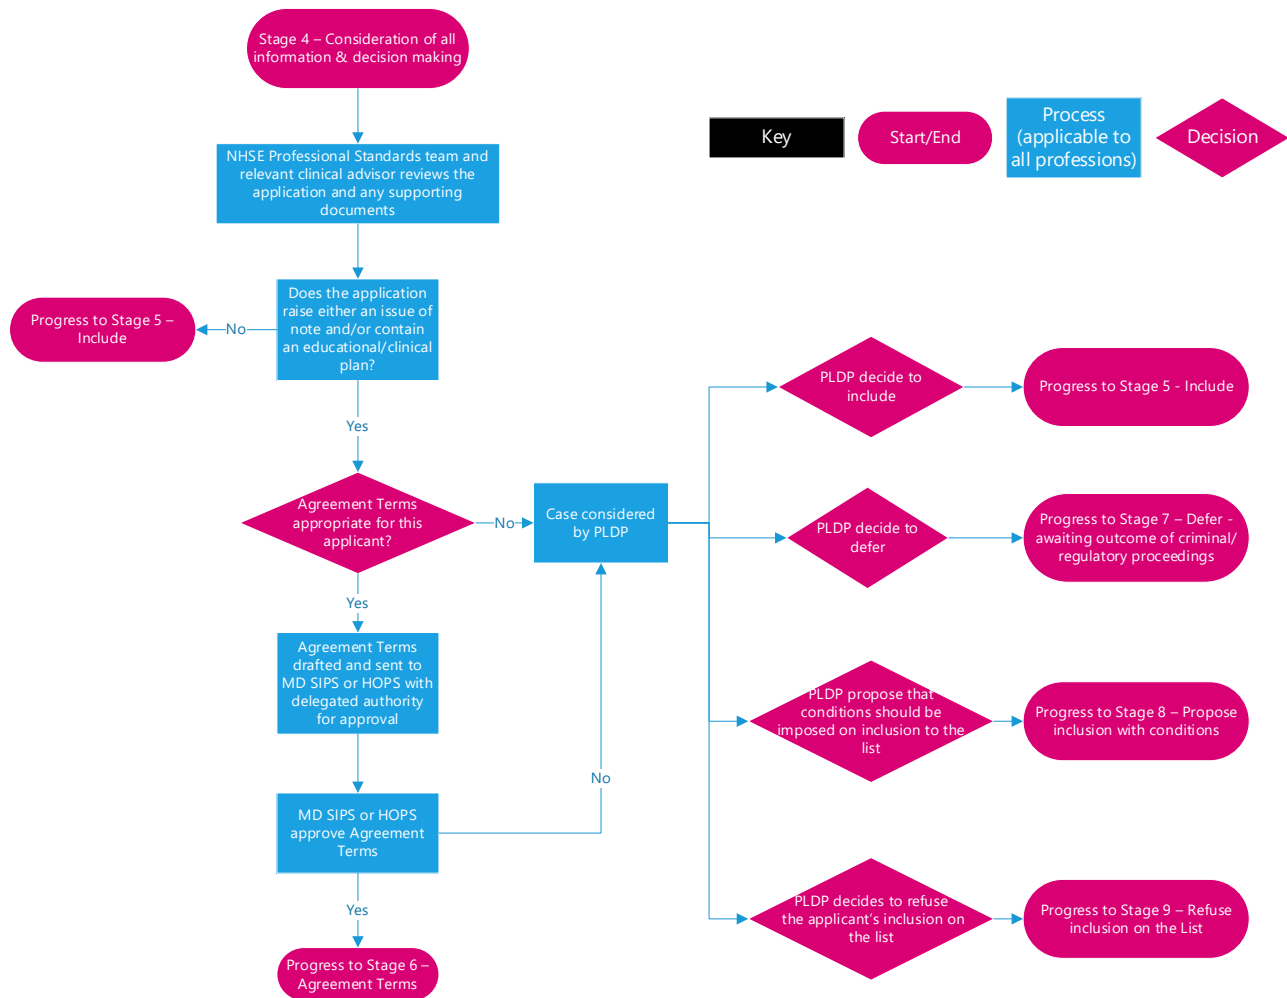 Stage 4 – Consideration of all
information & decision making
Key
Start/End
Process
(applicable to
all professions)
Decision
NHSE Professional Standards team and
relevant clinical advisor reviews the
application and any supporting
documents
Does the application
raise either an issue of
note and/or contain
an educational/clinical
plan?
No
Progress to Stage 5 –
Include
Yes
Agreement Terms
appropriate for this
applicant?
No
Case considered
by PLDP
Yes
Agreement Terms
drafted and sent to
MD SIPS or HOPS with
delegated authority
for approval
MD SIPS or HOPS
approve Agreement
Terms
No
Yes
Progress to Stage 6 –
Agreement Terms
PLDP decide to
include
Progress to Stage 5 - Include
PLDP decide to
defer
Progress to Stage 7 – Defer -
awaiting outcome of criminal/
regulatory proceedings
PLDP propose that
conditions should be
imposed on inclusion to the
list
Progress to Stage 8 – Propose
inclusion with conditions
PLDP decides to refuse
the applicant’s inclusion on
the list
Progress to Stage 9 – Refuse
inclusion on the List